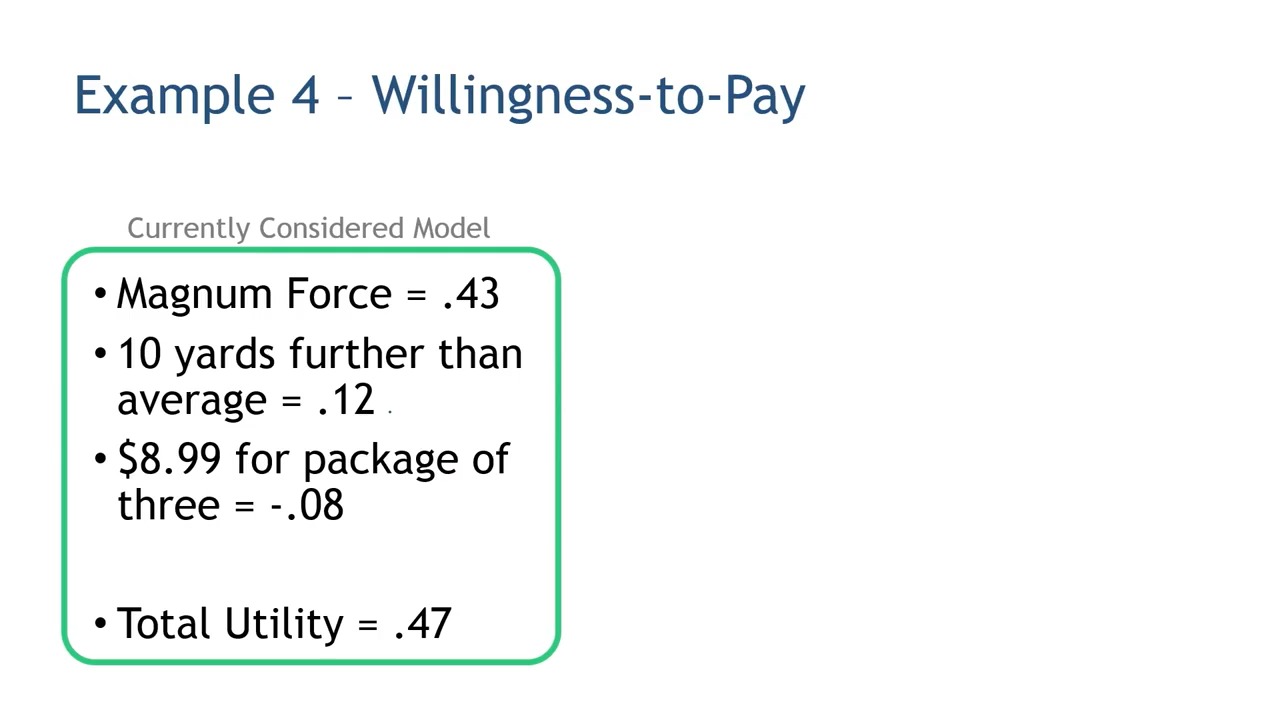 Example 4 – Willingness-to-Pay
Currently Considered Model
• Magnum Force = .43
• 10 yards further than
average = .12 .
• $8.99 for package of
three = -.08
• Total Utility = .47